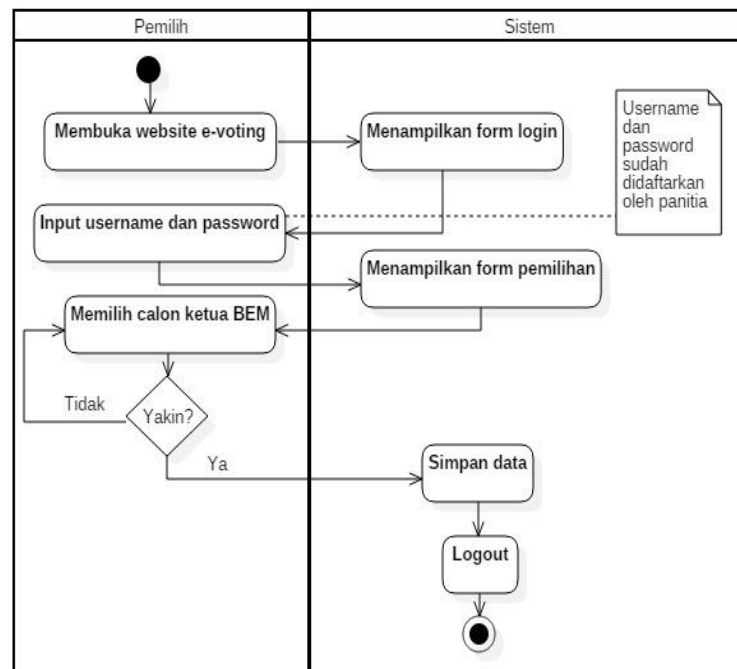 Pemilih
Sistem
Membuka website e-voting
Menampilkan form login
Username
dan
password
sudah
didaftarkan
oleh panitia
Input username dan password
Menampilkan form pemilihan
Memilih calon ketua BEM
Tidak
Yakin?
Ya
Simpan data
Logout